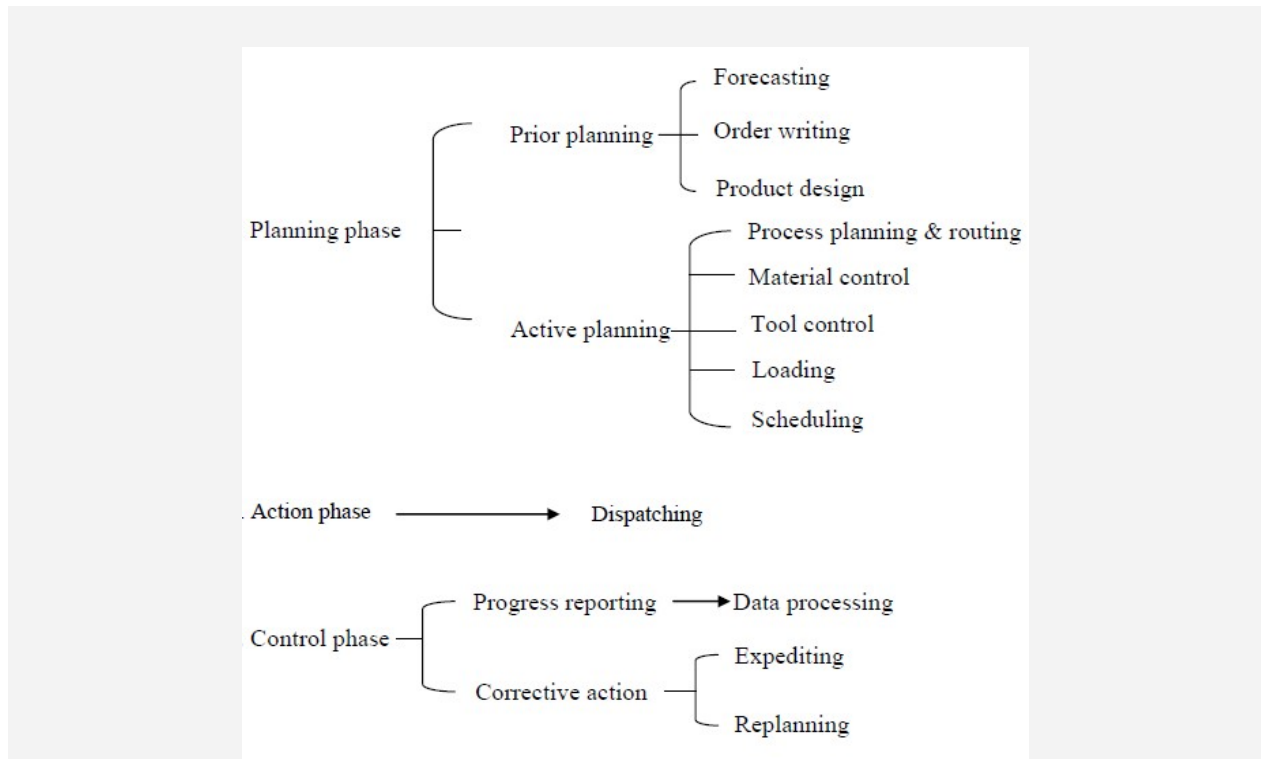 Forecasting
Prior planning
Order writing
Product design
Planning phase
Process planning & routing
Material control
Active planning
Tool control
Loading
Scheduling
. Action phase
Dispatching
Progress reporting
Data processing
. Control phase
Expediting
Corrective action
Replanning